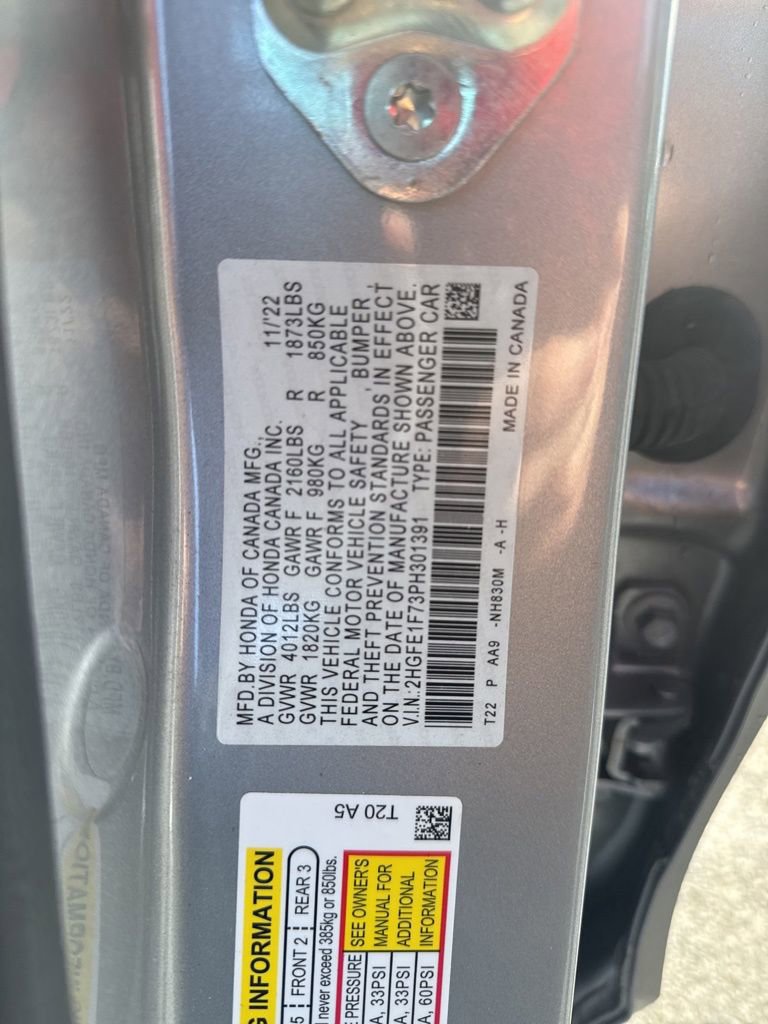 MFD.BY HONDA OF CANADA MFG.,
A DIVISION OF HONDA CANADA INC. 11/'22
GVWR 4012LBS GAWR F 2160LBS R 1873LBS
GVWR 1820KG GAWR F 980KG R 850KG
THIS VEHICLE CONFORMS TO ALL APPLICABLE
FEDERAL MOTOR VEHICLE SAFETY , BUMPER ,
AND THEFT PREVENTION STANDARDS IN EFFECT
ON THE DATE OF MANUFACTURE SHOWN ABOVE.
V.I.N.:2HGFE1F73PH301391 TYPE: PASSENGER CAR
T22 P AA9 -NH830M -A -H MADE IN CANADA
T20 A5
G INFORMATION
5 FRONT 2 REAR 3
never exceed 385kg or 850lbs.
E PRESSURE SEE OWNER'S
A, 33PSI MANUAL FOR
A, 33PSI ADDITIONAL
A, 60PSI INFORMATION